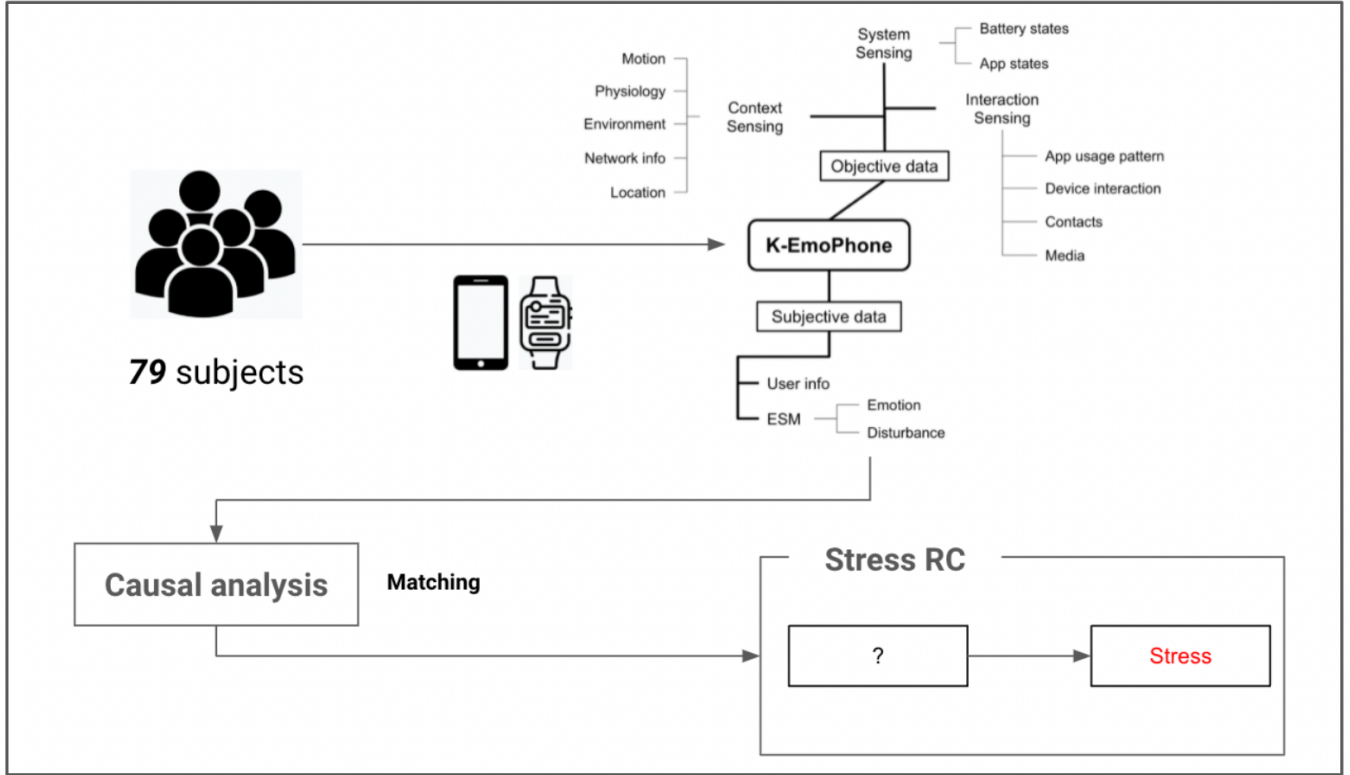 System
Sensing
Battery states
App states
Motion
Physiology
Environment
Network info
Location
Context
Sensing
Interaction
Sensing
App usage pattern
Device interaction
Contacts
Media
Objective data
K-EmoPhone
Subjective data
User info
ESM
Emotion
Disturbance
79 subjects
Causal analysis
Matching
Stress RC
?
Stress